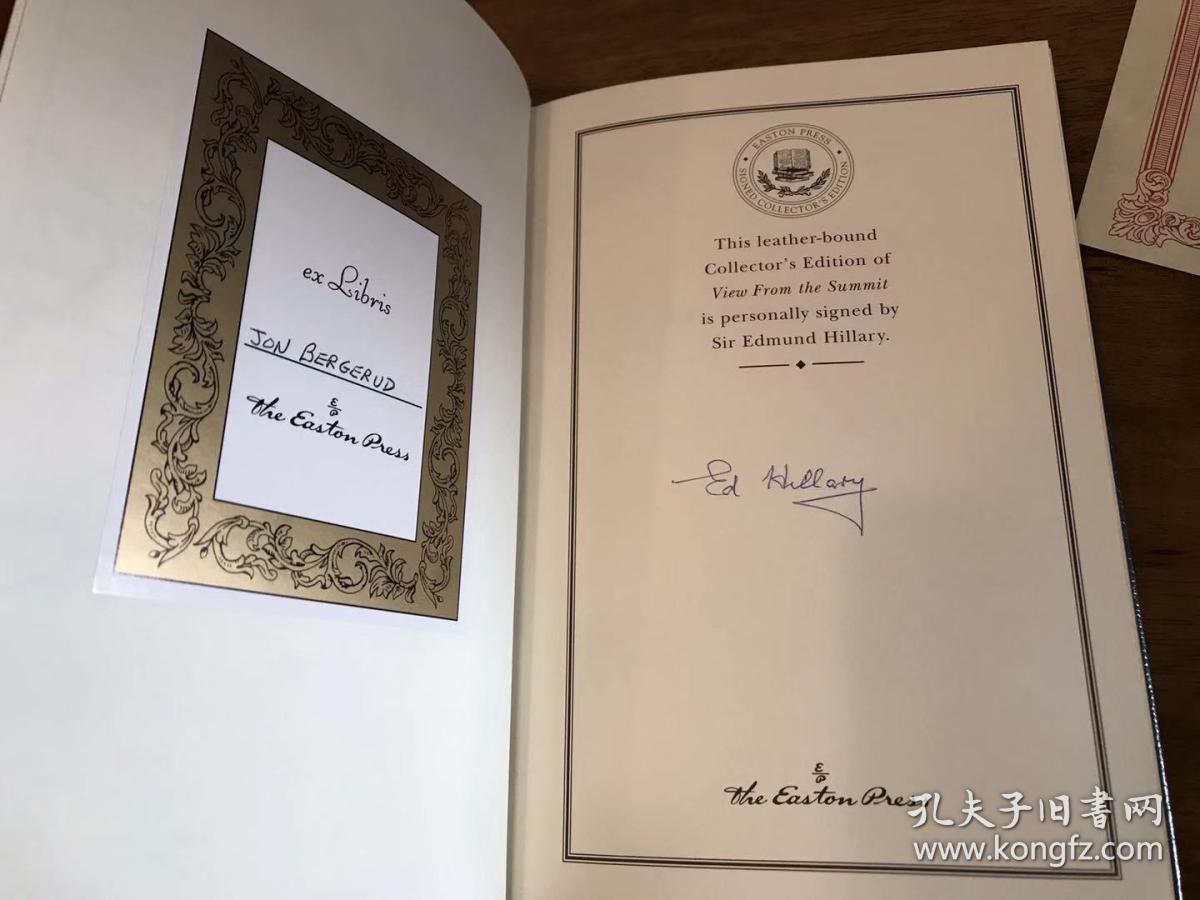 ex Libris
JON BERGERUD
E
P
the Easton Press
EASTON PRESS
SIGNED COLLECTOR'S EDITION
This leather-bound
Collector's Edition of
View From the Summit
is personally signed by
Sir Edmund Hillary.
Ed Hillary
E
P
the Easton Press
孔夫子旧书网
www.kongfz.com